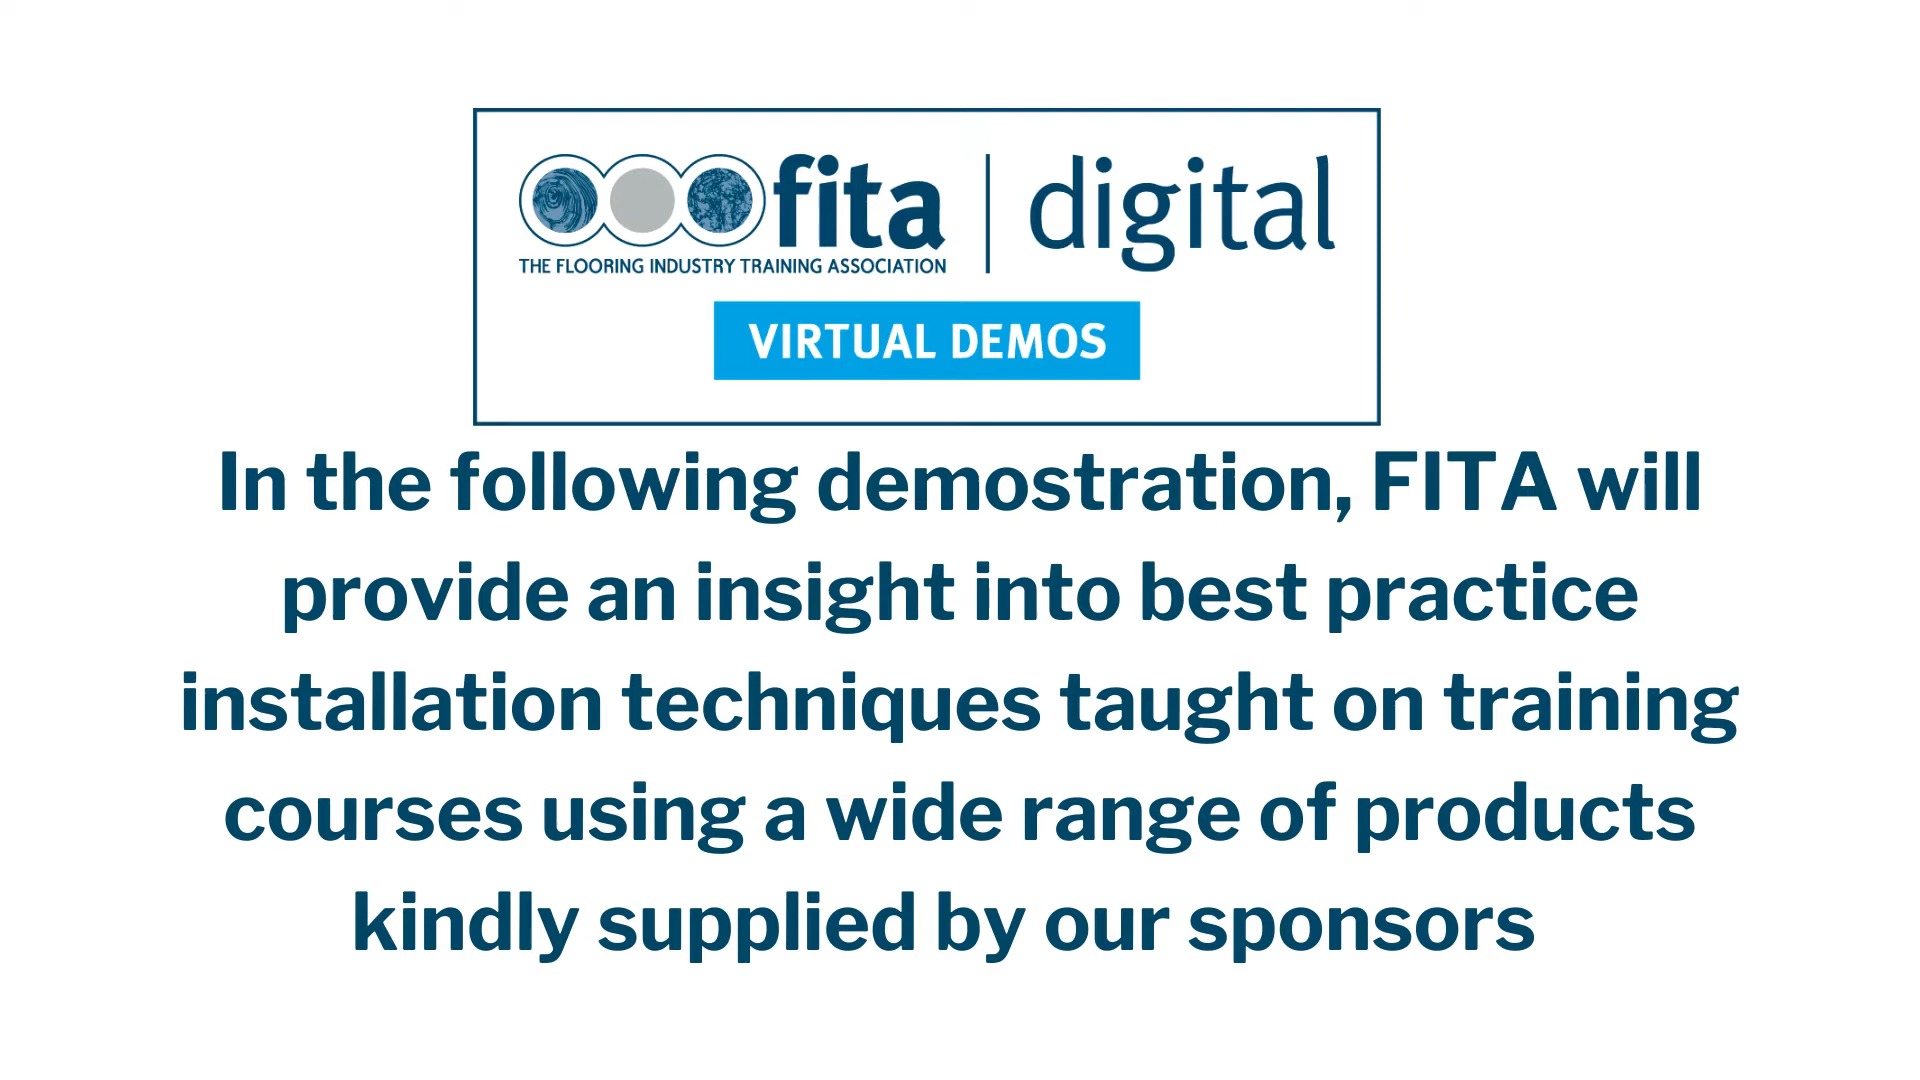 fita | digital
THE FLOORING INDUSTRY TRAINING ASSOCIATION
VIRTUAL DEMOS
In the following demostration, FITA will
provide an insight into best practice
installation techniques taught on training
courses using a wide range of products
kindly supplied by our sponsors